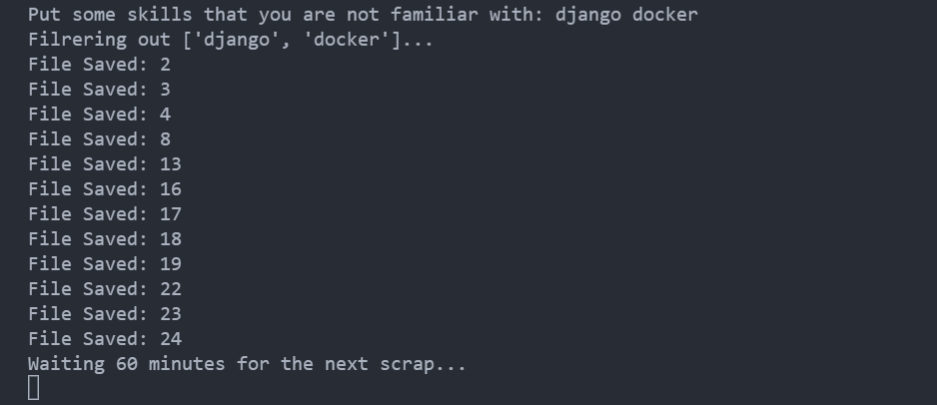 Put some skills that you are not familiar with: django docker
Filrering out ['django', 'docker']...
File Saved: 2
File Saved: 3
File Saved: 4
File Saved: 8
File Saved: 13
File Saved: 16
File Saved: 17
File Saved: 18
File Saved: 19
File Saved: 22
File Saved: 23
File Saved: 24
Waiting 60 minutes for the next scrap...